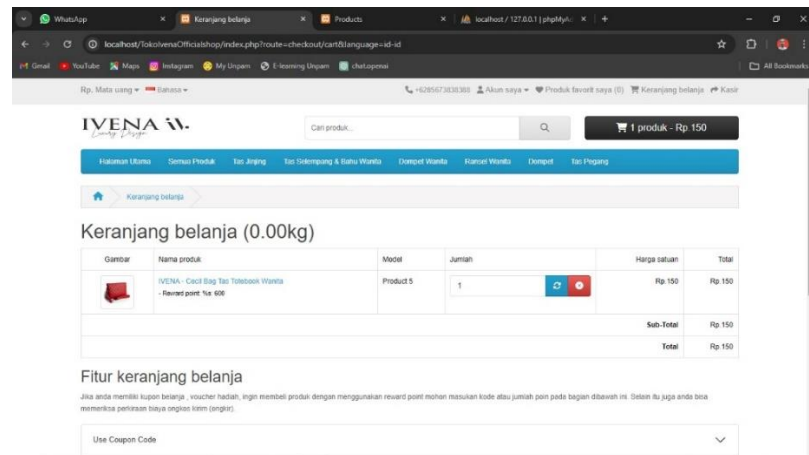 WhatsApp
Keranjang belanja
Products
localhost / 127.0.0.1 | phpMyAd
localhost/TokoIvenaOfficialshop/index.php?route=checkout/cart&language=id-id
Gmail YouTube Maps Instagram My Unpam E-learning Unpam chat.openai All Bookmarks
Rp. Mata uang Bahasa +6285673838388 Akun saya Produk favorit saya (0) Keranjang belanja Kasir
IVENA
Luxury Design
Cari produk...
1 produk - Rp.150
Halaman Utama Semua Produk Tas Jinjing Tas Selempang & Bahu Wanita Dompet Wanita Ransel Wanita Dompet Tas Pegang
Keranjang belanja
Keranjang belanja (0.00kg)
Gambar Nama produk Model Jumlah Harga satuan Total
IVENA - Cecil Bag Tas Totebook Wanita Product 5 1 Rp.150 Rp.150
- Reward point: %s: 600
Sub-Total Rp.150
Total Rp.150
Fitur keranjang belanja
Jika anda memiliki kupon belanja , voucher hadiah, ingin membeli produk dengan menggunakan reward point mohon masukan kode atau jumlah poin pada bagian dibawah ini. Selain itu juga anda bisa
memeriksa perkiraan biaya ongkos kirim (ongkir).
Use Coupon Code